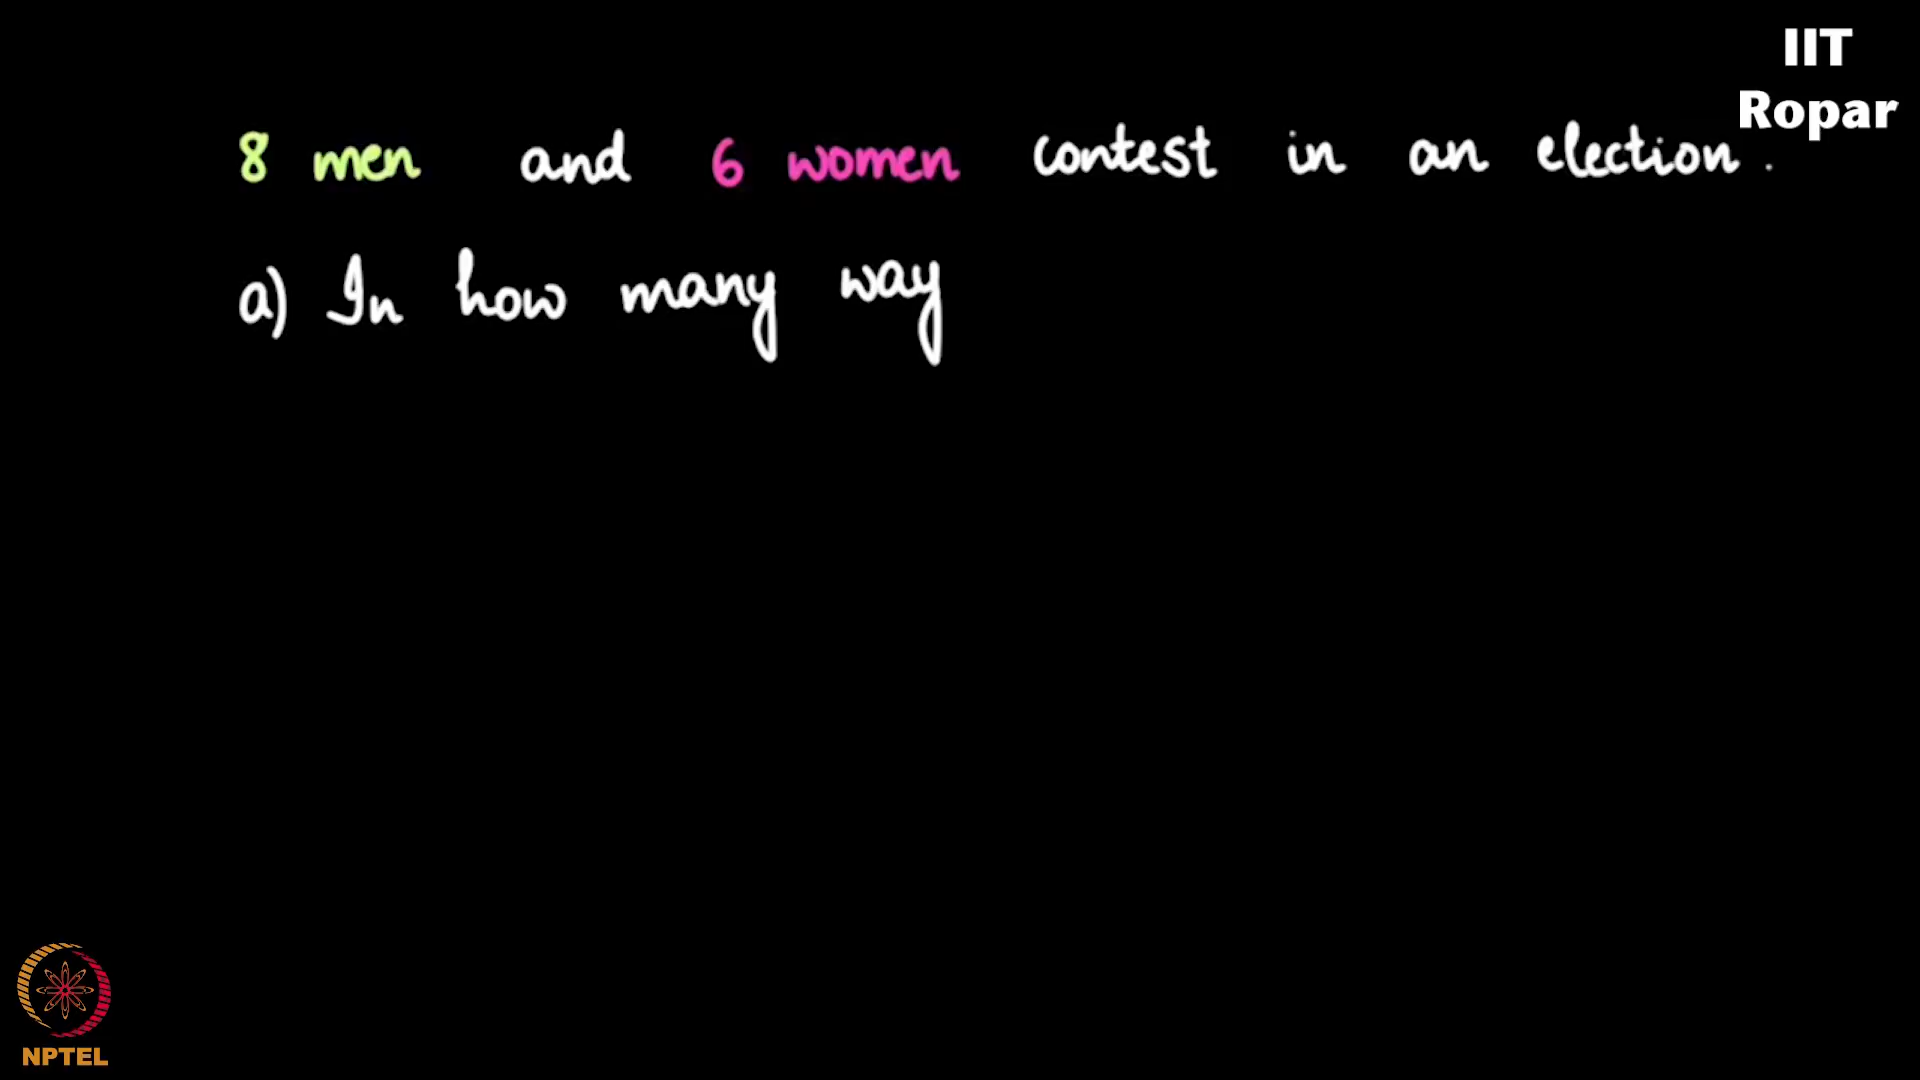 IIT
Ropar
8 men and 6 women contest in an election.
a) In how many way
NPTEL